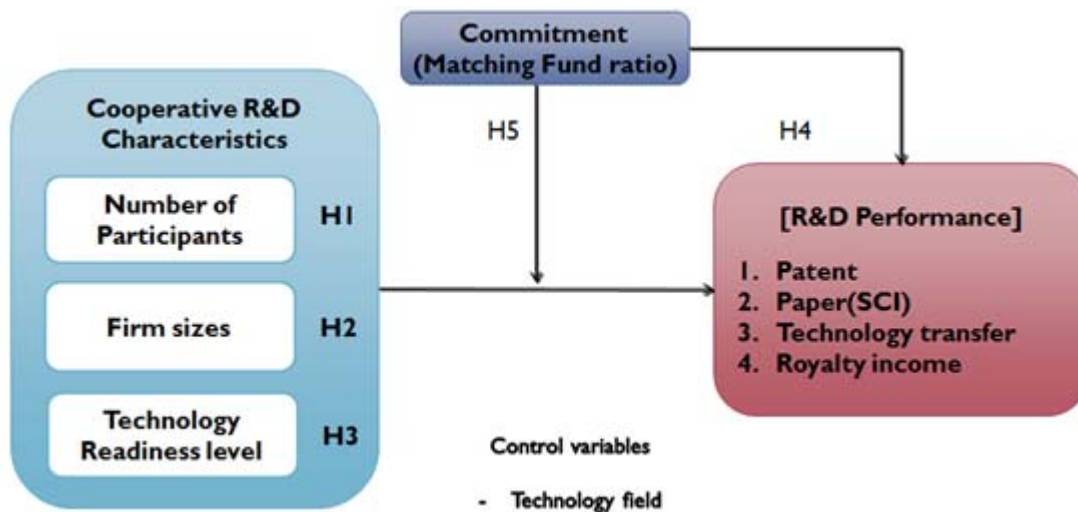 Commitment
(Matching Fund ratio)
Cooperative R&D
Characteristics
Number of
Participants
H1
Firm sizes
H2
Technology
Readiness level
H3
H5
H4
[R&D Performance]
1. Patent
2. Paper(SCI)
3. Technology transfer
4. Royalty income
Control variables
- Technology field